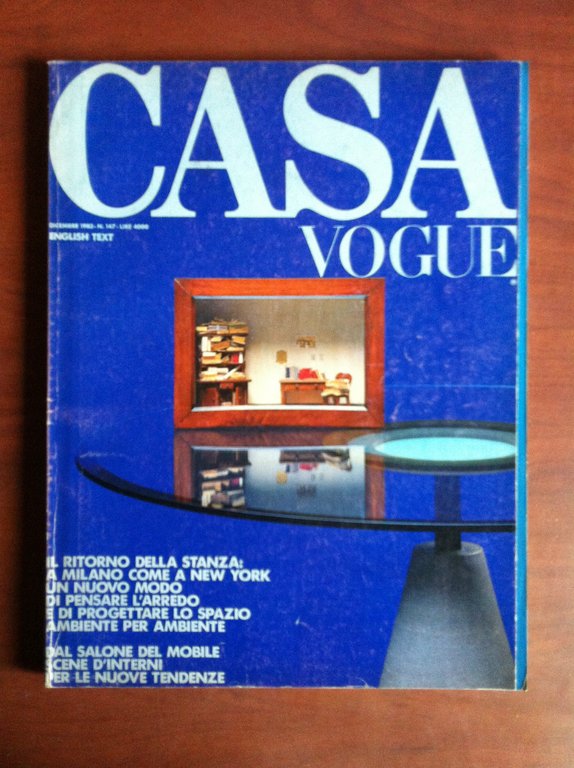 CASA
VOGUE
DICEMBRE 1983 - N. 147 - LIRE 4000
ENGLISH TEXT
IL RITORNO DELLA STANZA:
A MILANO COME A NEW YORK
UN NUOVO MODO
DI PENSARE L'ARREDO
E DI PROGETTARE LO SPAZIO
AMBIENTE PER AMBIENTE
DAL SALONE DEL MOBILE
SCENE D'INTERNI
PER LE NUOVE TENDENZE